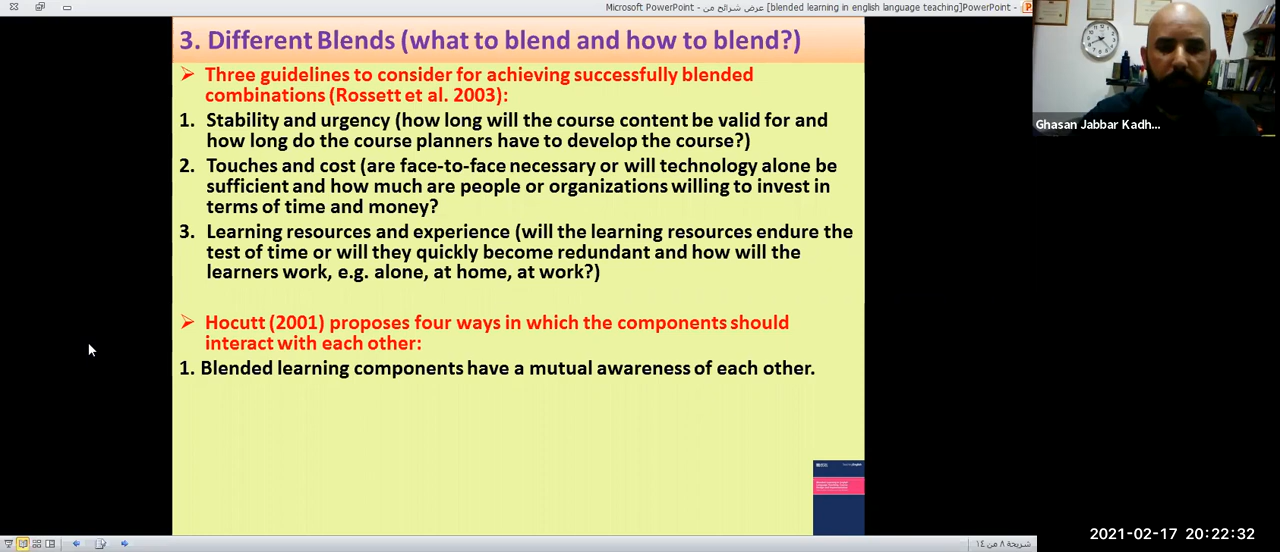 Microsoft PowerPoint - عرض شرائح من [blended learning in english language teaching]PowerPoint -
3. Different Blends (what to blend and how to blend?)
➢ Three guidelines to consider for achieving successfully blended
combinations (Rossett et al. 2003):
1. Stability and urgency (how long will the course content be valid for and
how long do the course planners have to develop the course?)
2. Touches and cost (are face-to-face necessary or will technology alone be
sufficient and how much are people or organizations willing to invest in
terms of time and money?
3. Learning resources and experience (will the learning resources endure the
test of time or will they quickly become redundant and how will the
learners work, e.g. alone, at home, at work?)
➢ Hocutt (2001) proposes four ways in which the components should
interact with each other:
1. Blended learning components have a mutual awareness of each other.
Ghasan Jabbar Kadh...
2021-02-17 20:22:32
شريحة ٨ من ١٤